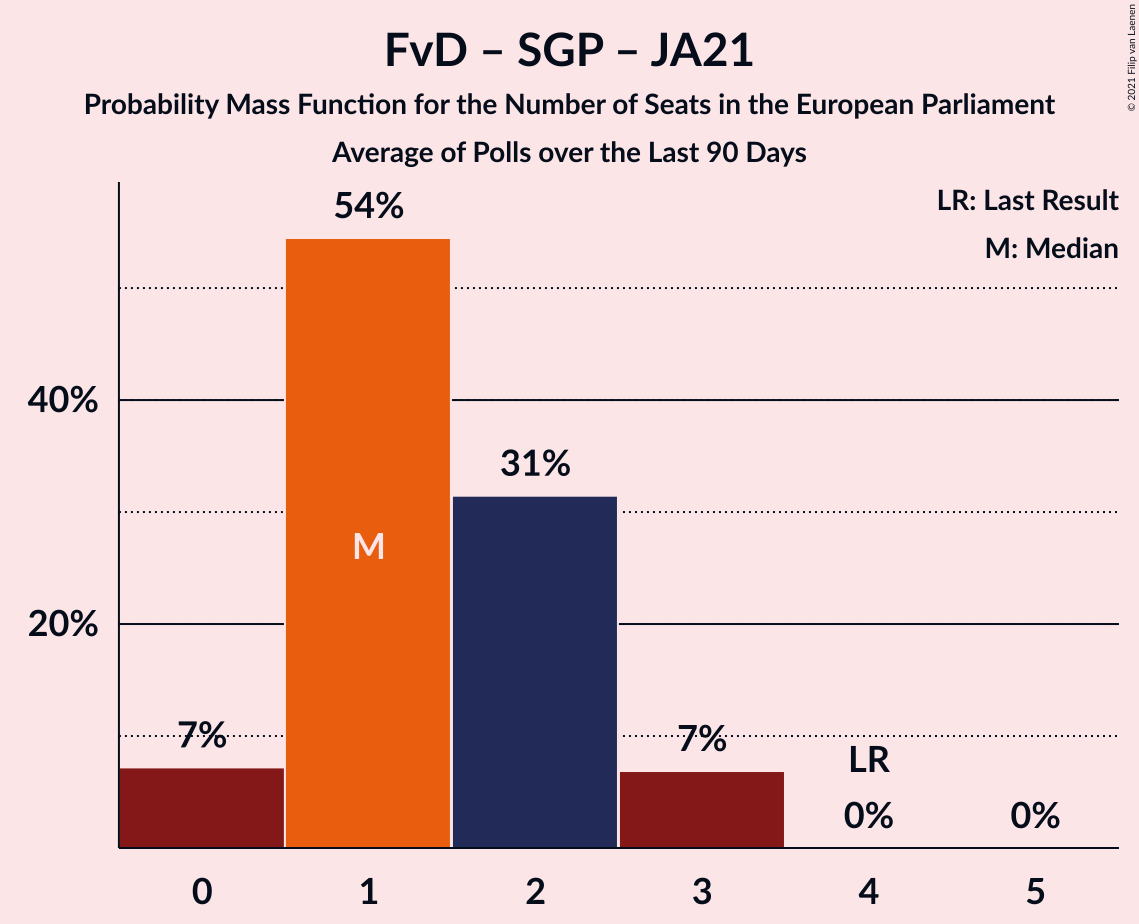 FvD – SGP – JA21
Probability Mass Function for the Number of Seats in the European Parliament
Average of Polls over the Last 90 Days
© 2021 Filip van Laenen
LR: Last Result
M: Median
54%
40%
31%
M
20%
7%
7%
LR
0%
0%
0 1 2 3 4 5